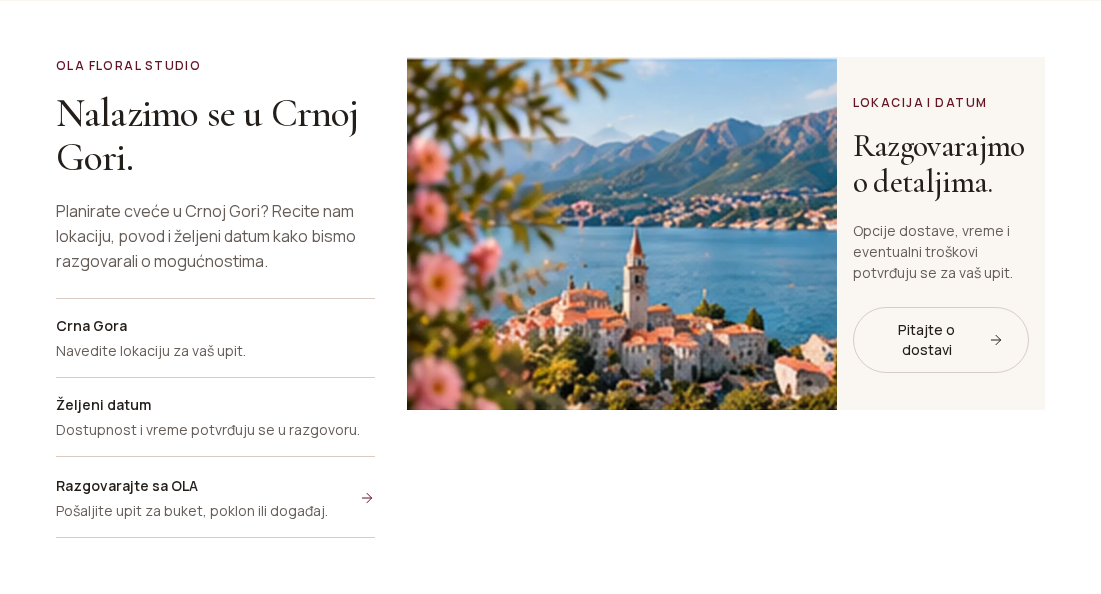 OLA FLORAL STUDIO
Nalazimo se u Crnoj
Gori.
Planirate cveće u Crnoj Gori? Recite nam
lokaciju, povod i željeni datum kako bismo
razgovarali o mogućnostima.
Crna Gora
Navedite lokaciju za vaš upit.
Željeni datum
Dostupnost i vreme potvrđuju se u razgovoru.
Razgovarajte sa OLA
Pošaljite upit za buket, poklon ili događaj.
LOKACIJA I DATUM
Razgovarajmo
o detaljima.
Opcije dostave, vreme i
eventualni troškovi
potvrđuju se za vaš upit.
Pitajte o
dostavi